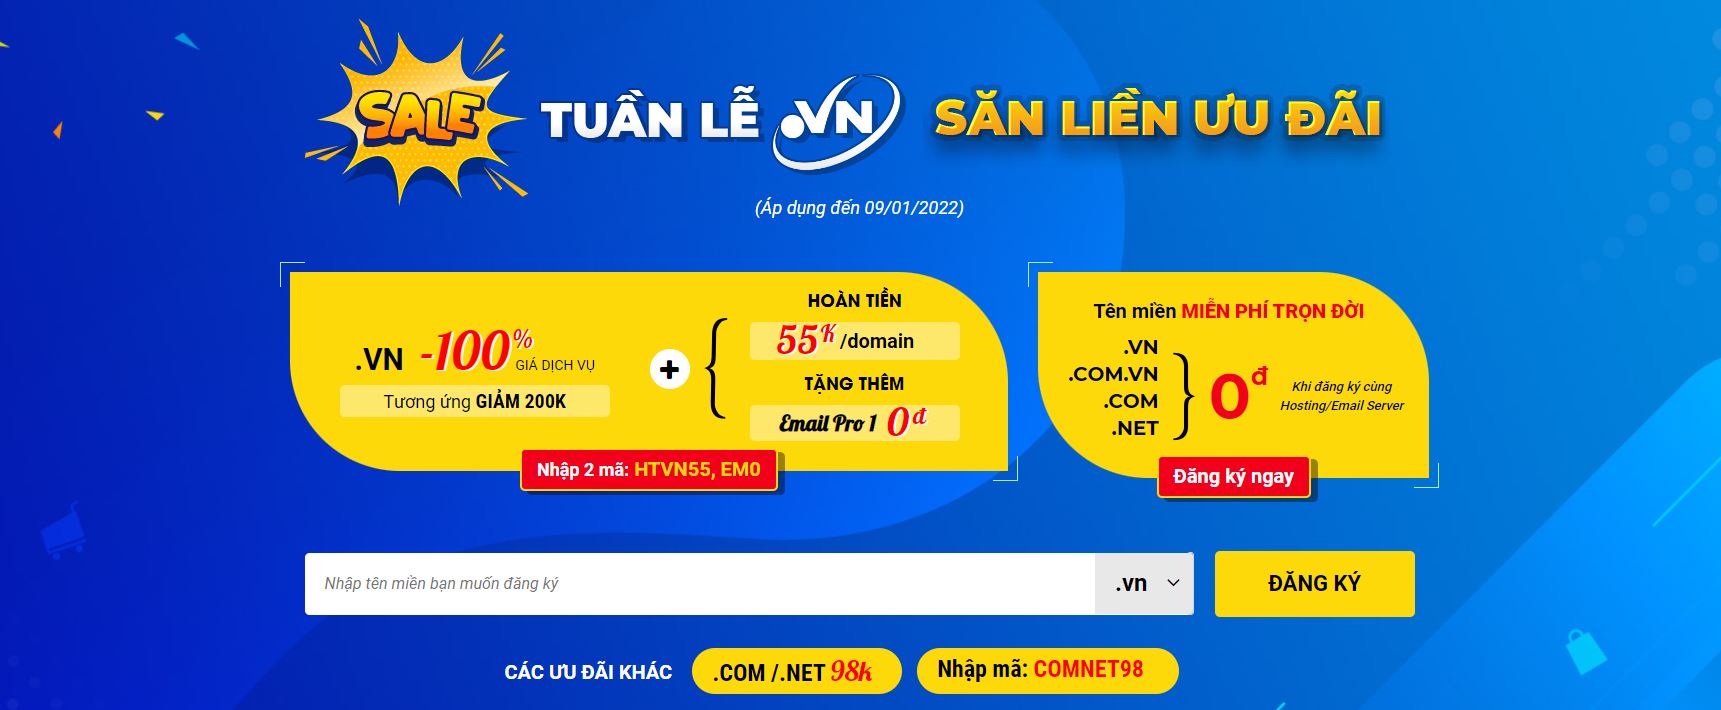 SALE
TUẦN LỄ .VN SĂN LIỀN ƯU ĐÃI
(Áp dụng đến 09/01/2022)
.VN -100% GIÁ DỊCH VỤ
Tương ứng GIẢM 200K
+
HOÀN TIỀN
55K /domain
TẶNG THÊM
Email Pro 1 0đ
Nhập 2 mã: HTVN55, EM0
Tên miền MIỄN PHÍ TRỌN ĐỜI
.VN
.COM.VN
.COM
.NET
0đ
Khi đăng ký cùng
Hosting/Email Server
Đăng ký ngay
Nhập tên miền bạn muốn đăng ký
.vn
ĐĂNG KÝ
CÁC ƯU ĐÃI KHÁC
.COM /.NET 98k
Nhập mã: COMNET98